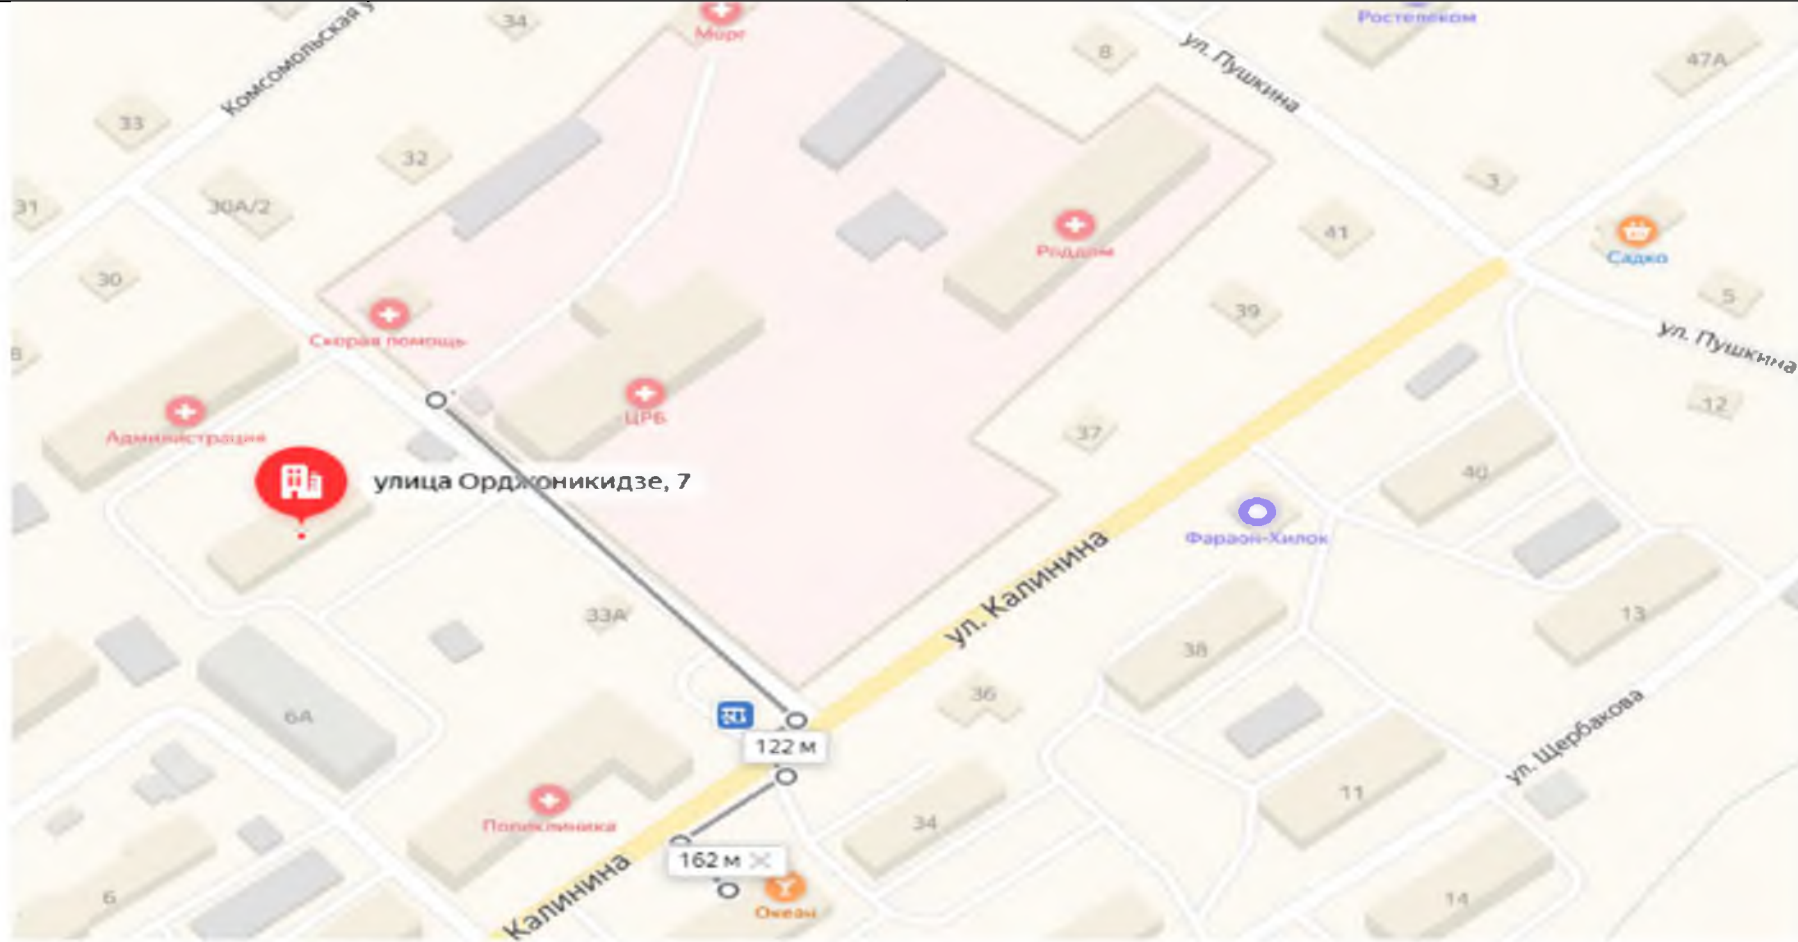 Ростелеком
34
Морг
Комсомольская у
ул. Пушкина
8
47А
33
32
3
31
30А/2
41
Садко
Роддом
30
39
5
Скорая помощь
ул. Пушкина
8
12
ЦРБ
Администрация
37
40
улица Орджоникидзе, 7
Фараон-Хилок
ул. Калинина
33А
13
38
36
6А
122 м
ул. Щербакова
11
Поликлиника
34
162 м
Калинина
6
Океан
14